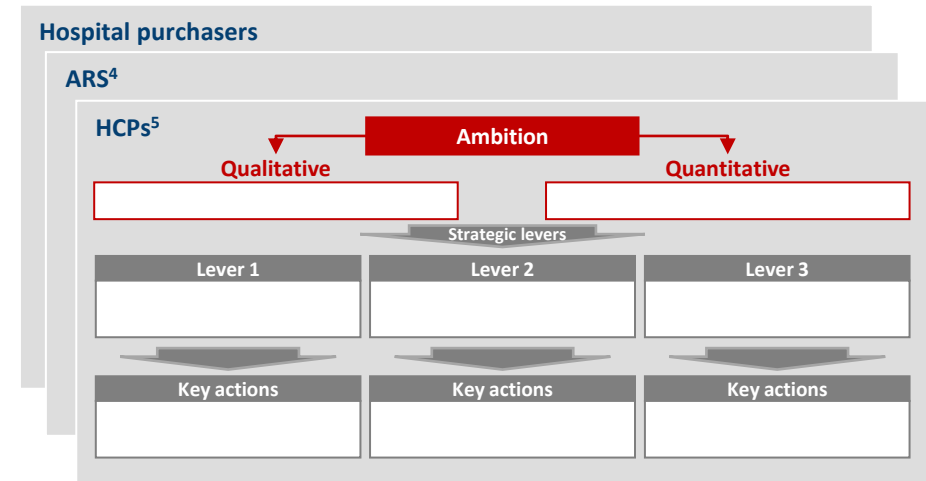 Hospital purchasers
ARS⁴
HCPs⁵
Ambition
Qualitative
Quantitative
Strategic levers
Lever 1
Lever 2
Lever 3
Key actions
Key actions
Key actions